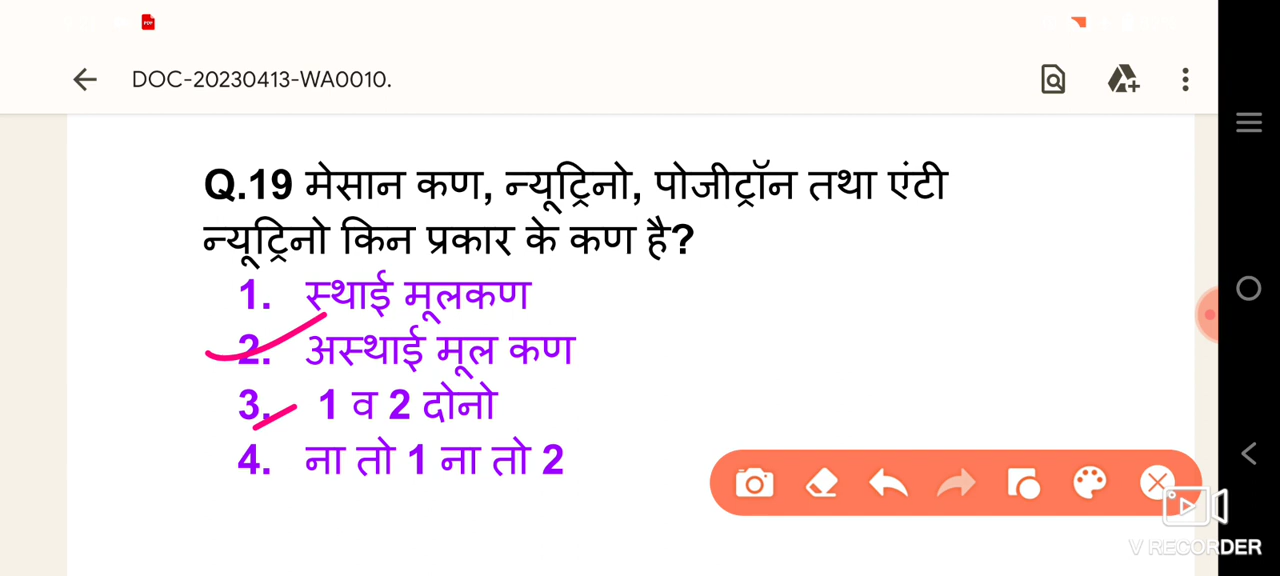 PDF
DOC-20230413-WA0010.
Q.19 मेसान कण, न्यूट्रिनो, पोजीट्रॉन तथा एंटी
न्यूट्रिनो किन प्रकार के कण है?
1. स्थाई मूलकण
2. अस्थाई मूल कण
3. 1 व 2 दोनो
4. ना तो 1 ना तो 2
V RECORDER